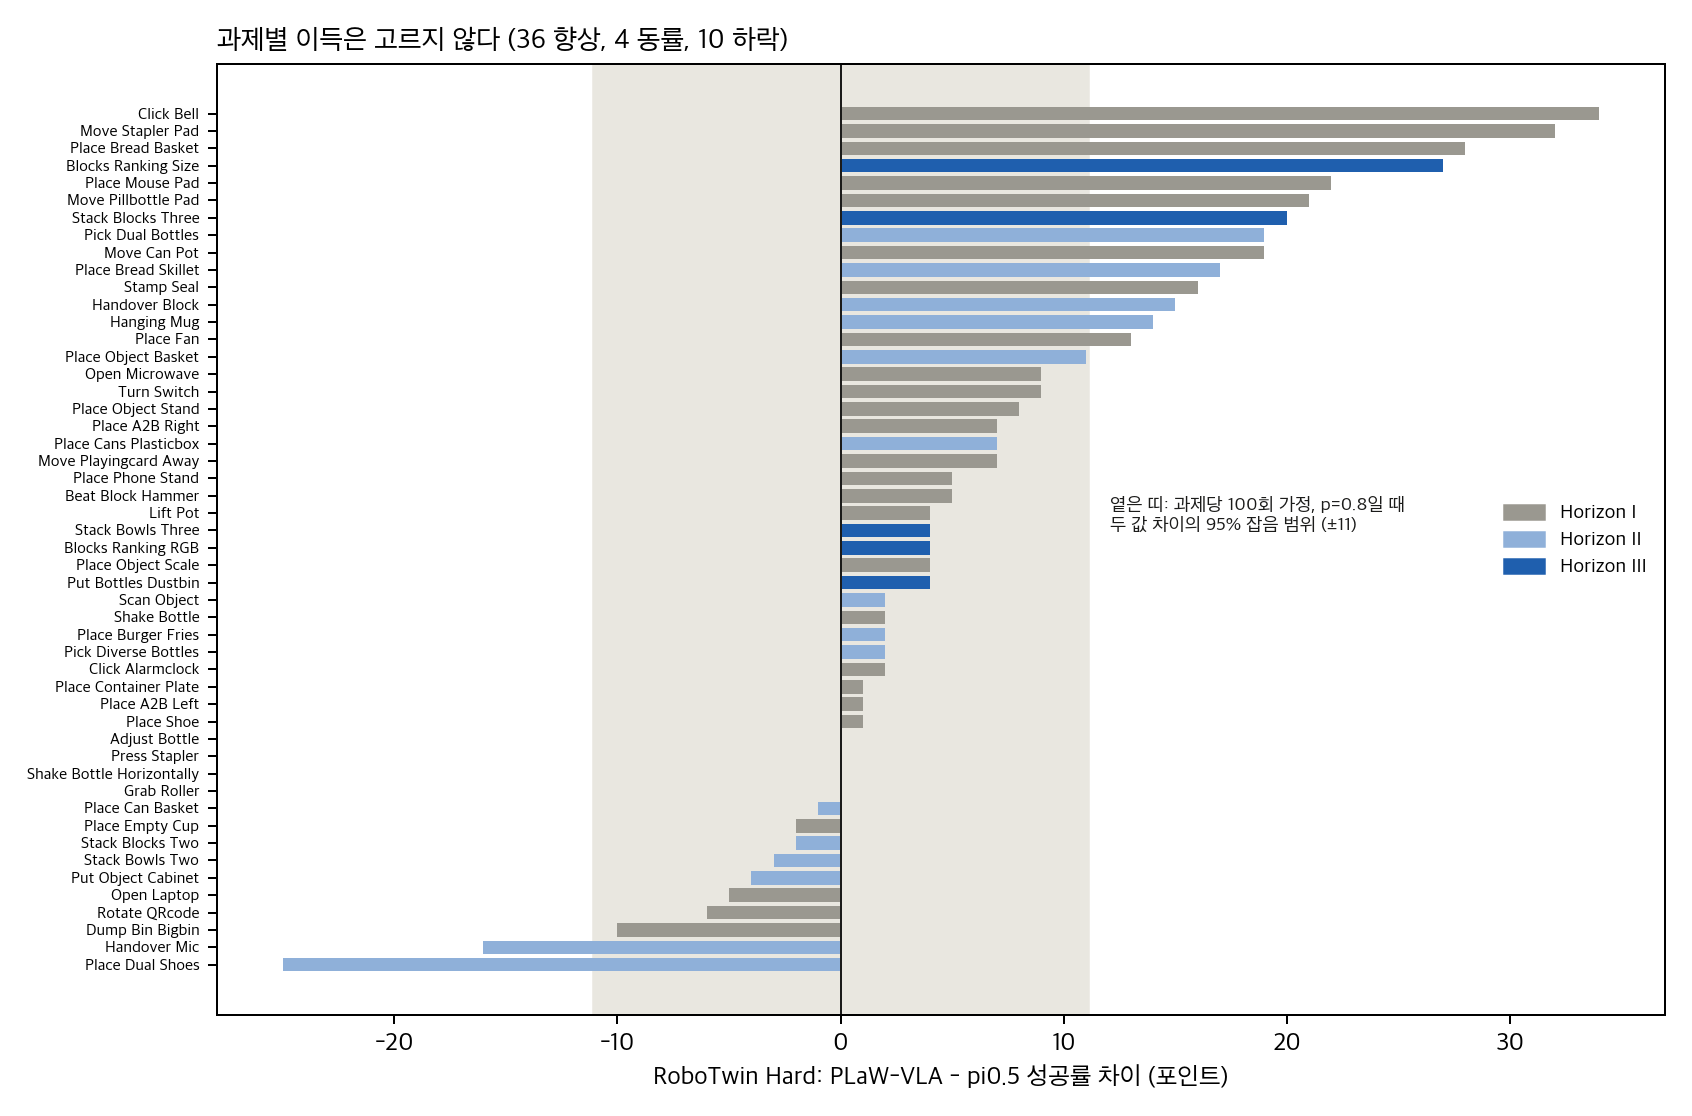 과제별 이득은 고르지 않다 (36 향상, 4 동률, 10 하락)
Click Bell
Move Stapler Pad
Place Bread Basket
Blocks Ranking Size
Place Mouse Pad
Move Pillbottle Pad
Stack Blocks Three
Pick Dual Bottles
Move Can Pot
Place Bread Skillet
Stamp Seal
Handover Block
Hanging Mug
Place Fan
Place Object Basket
Open Microwave
Turn Switch
Place Object Stand
Place A2B Right
Place Cans Plasticbox
Move Playingcard Away
Place Phone Stand
Beat Block Hammer
Lift Pot
Stack Bowls Three
Blocks Ranking RGB
Place Object Scale
Put Bottles Dustbin
Scan Object
Shake Bottle
Place Burger Fries
Pick Diverse Bottles
Click Alarmclock
Place Container Plate
Place A2B Left
Place Shoe
Adjust Bottle
Press Stapler
Shake Bottle Horizontally
Grab Roller
Place Can Basket
Place Empty Cup
Stack Blocks Two
Stack Bowls Two
Put Object Cabinet
Open Laptop
Rotate QRcode
Dump Bin Bigbin
Handover Mic
Place Dual Shoes
옅은 띠: 과제당 100회 가정, p=0.8일 때
두 값 차이의 95% 잡음 범위 (±11)
Horizon I
Horizon II
Horizon III
-20 -10 0 10 20 30
RoboTwin Hard: PLaW-VLA - pi0.5 성공률 차이 (포인트)